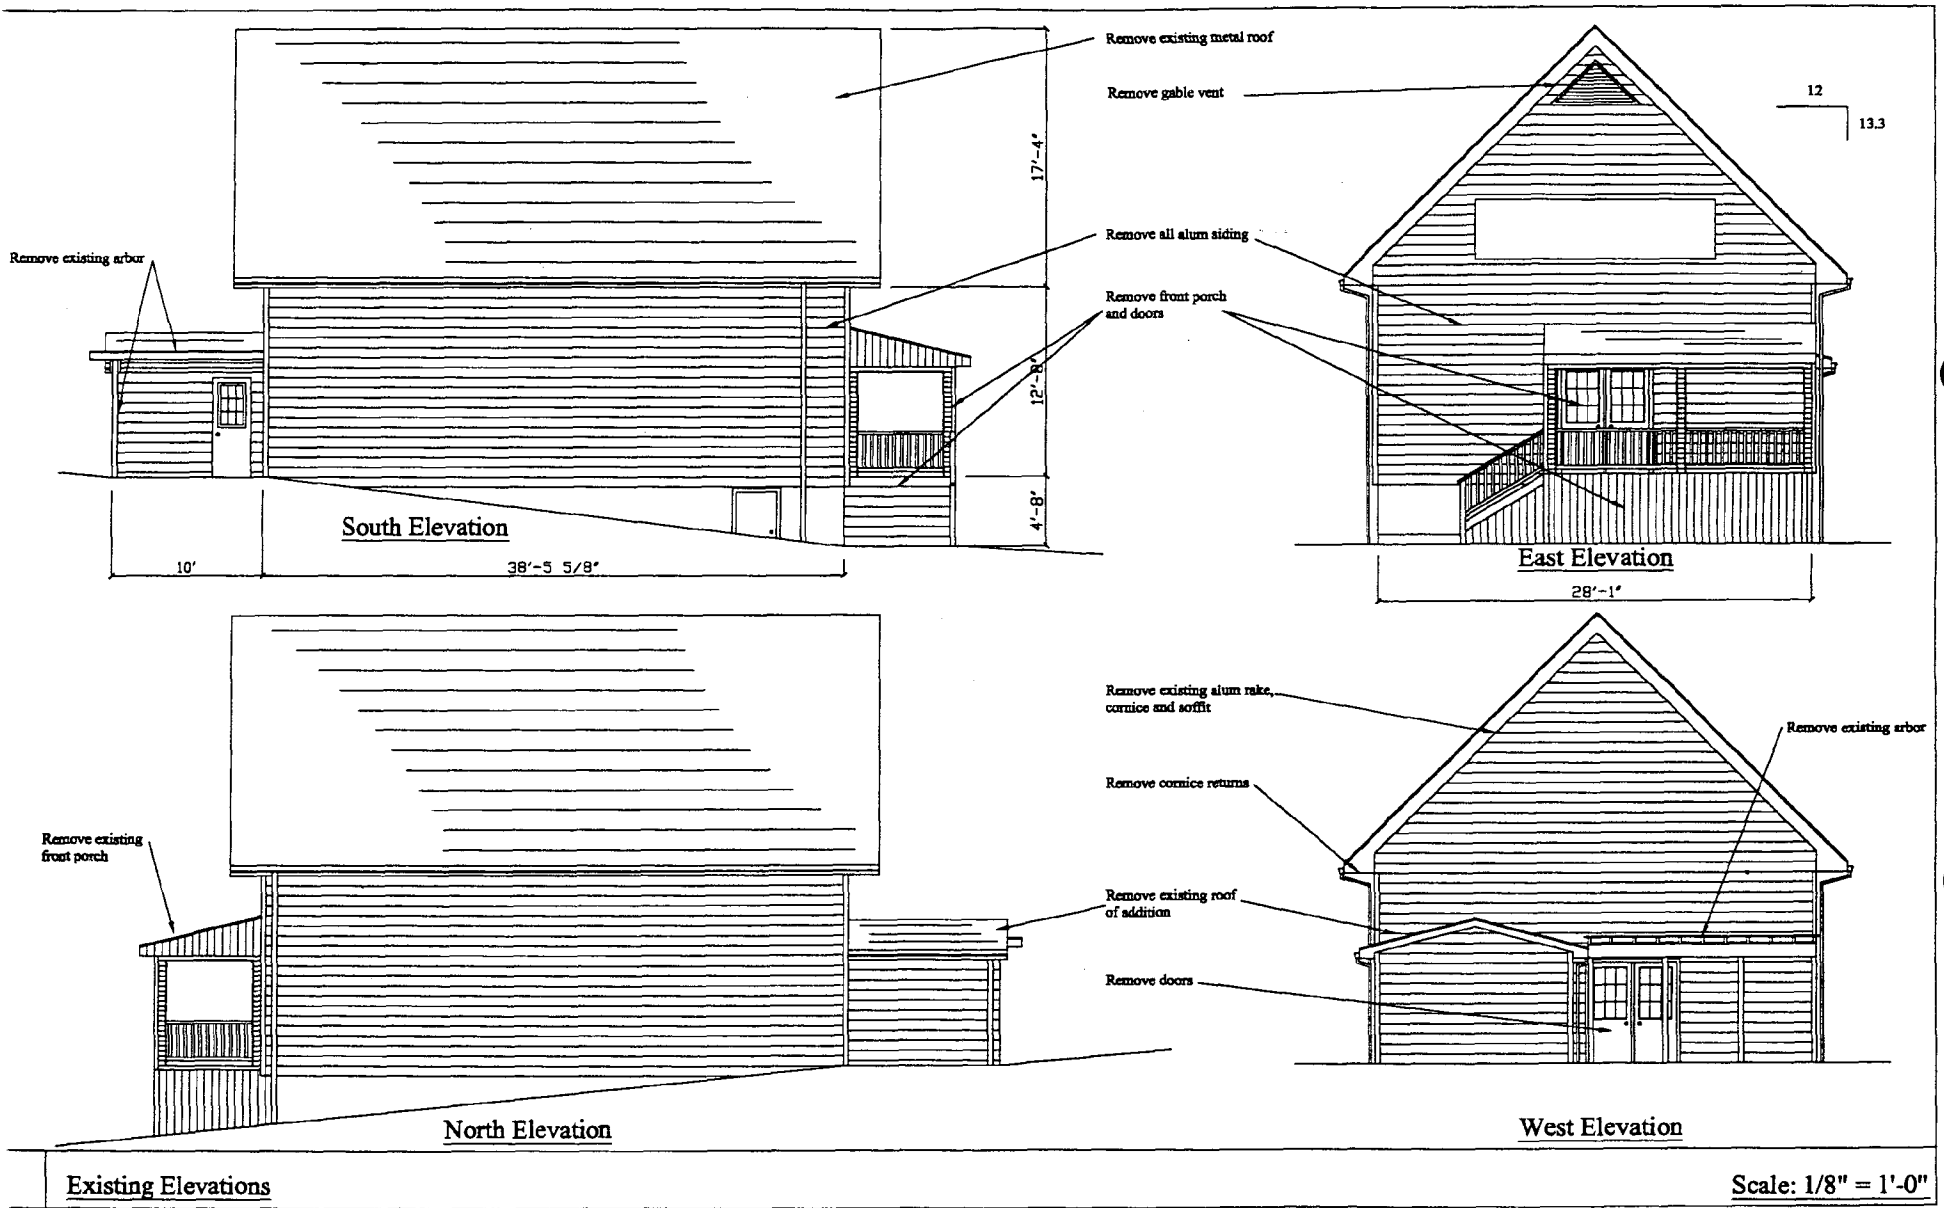 Remove existing metal roof
Remove gable vent
12
13.3
17'-4"
Remove all alum siding
Remove existing arbor
Remove front porch
and doors
12'-8"
4'-8"
South Elevation
East Elevation
10'
38'-5 5/8"
28'-1"
Remove existing alum rake,
cornice and soffit
Remove existing arbor
Remove cornice returns
Remove existing
front porch
Remove existing roof
of addition
Remove doors
North Elevation
West Elevation
Existing Elevations
Scale: 1/8" = 1'-0"